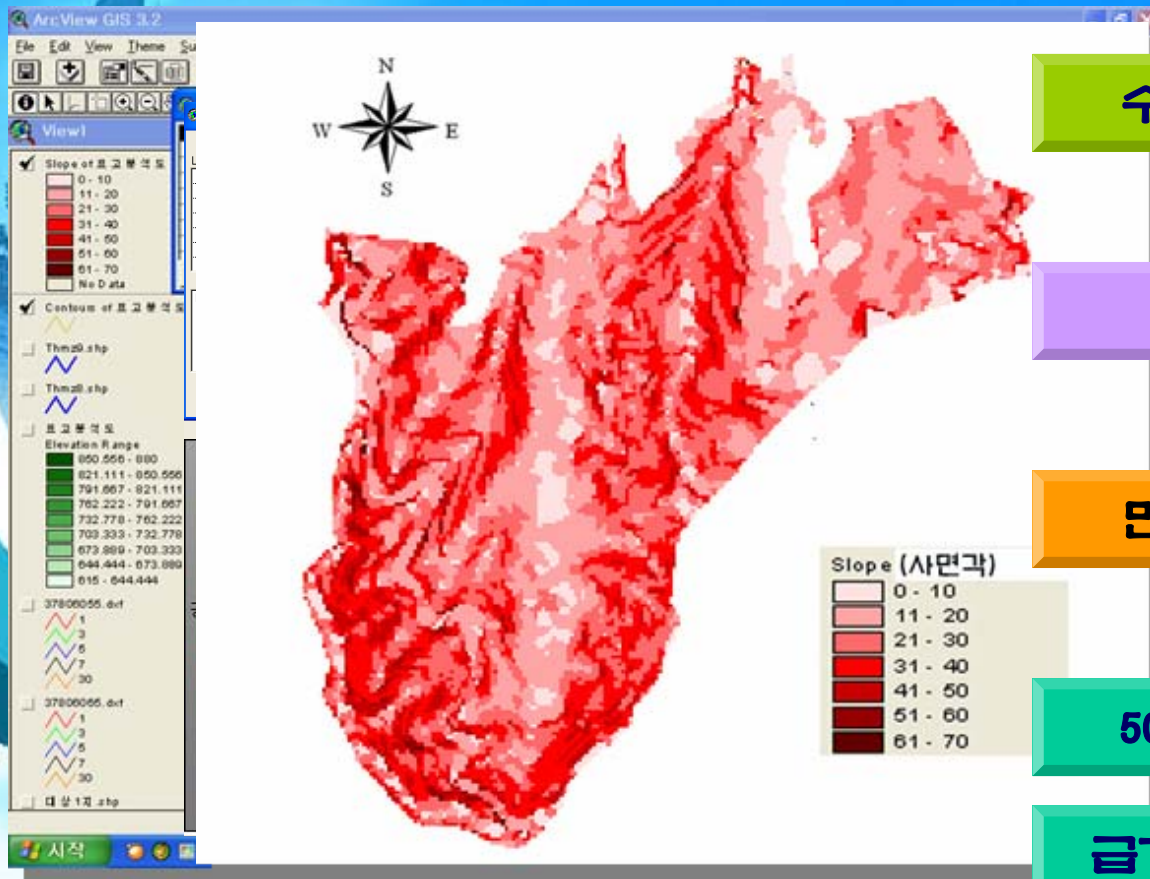 ArcView GIS 3.2
File Edit View Theme Su
View1
Slope of 표고분석도
0 - 10
11 - 20
21 - 30
31 - 40
41 - 50
51 - 60
61 - 70
No Data
Contours of 표고분석도
Thmz9.shp
Thmz8.shp
표고분석도
Elevation Range
850.556 - 880
821.111 - 850.556
791.667 - 821.111
762.222 - 791.667
732.778 - 762.222
703.333 - 732.778
673.889 - 703.333
644.444 - 673.889
615 - 644.444
37806055.dxf
1
3
5
7
30
37806065.dxf
1
3
5
7
30
대상1지.shp
시작
N
W
E
S
Slope (사면각)
0 - 10
11 - 20
21 - 30
31 - 40
41 - 50
51 - 60
61 - 70
수
50